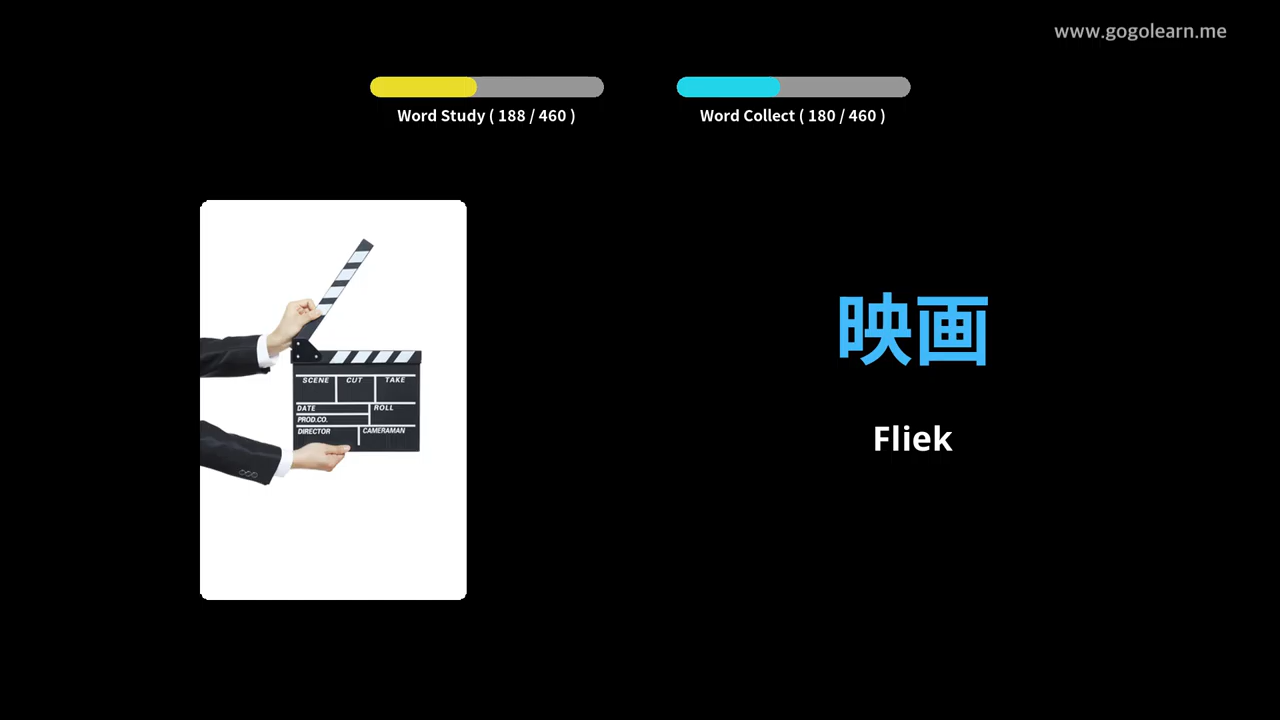 www.gogolearn.me
Word Study ( 188 / 460 )
Word Collect ( 180 / 460 )
SCENE CUT TAKE
DATE ROLL
PROD.CO.
DIRECTOR CAMERAMAN
映画
Fliek